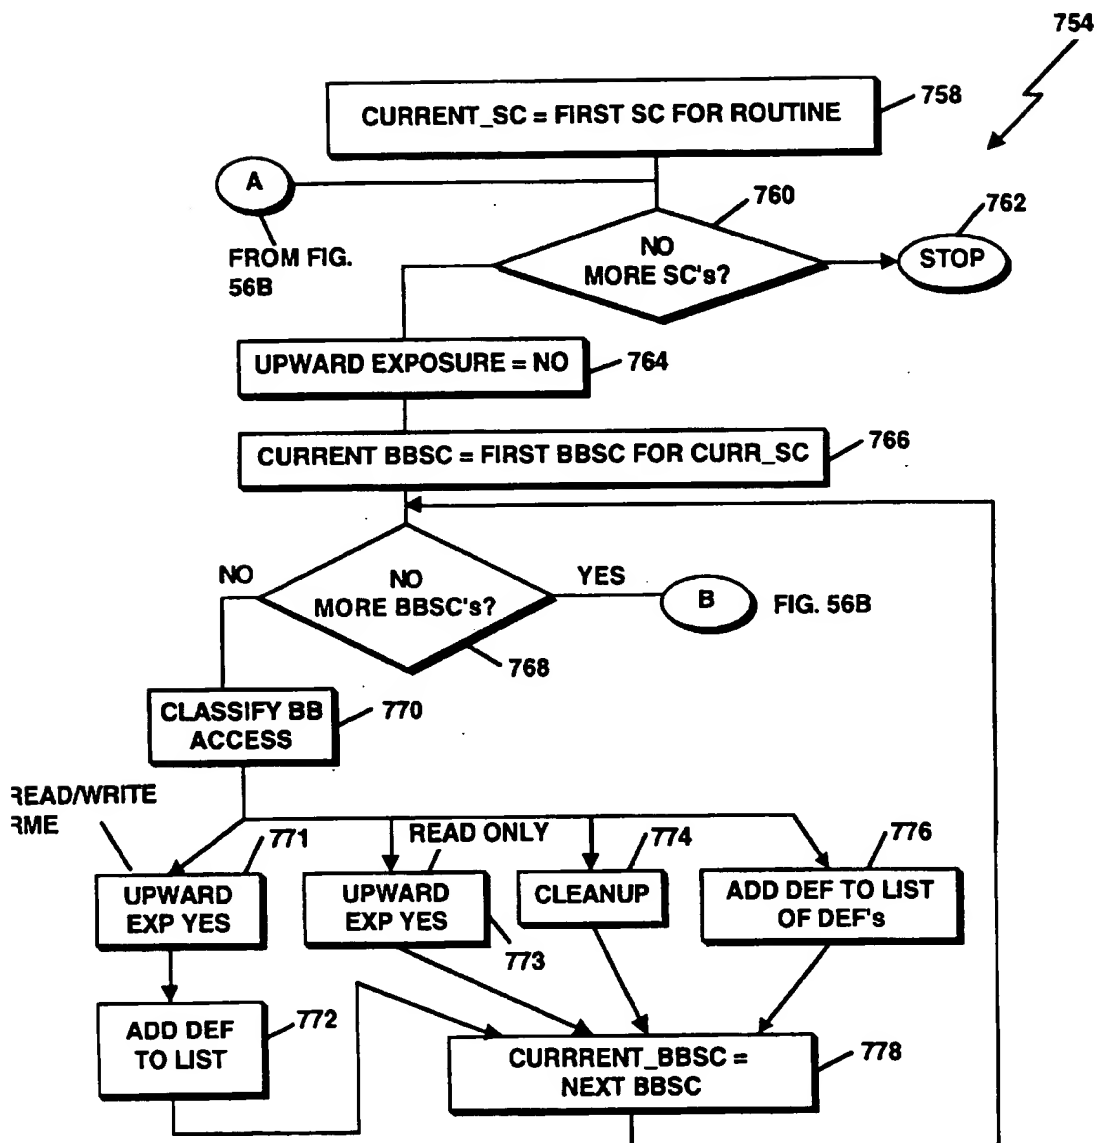 754
CURRENT_SC = FIRST SC FOR ROUTINE
758
A
FROM FIG.
56B
760
NO
MORE SC's?
762
STOP
UPWARD EXPOSURE = NO
764
CURRENT BBSC = FIRST BBSC FOR CURR_SC
766
NO
NO
MORE BBSC's?
YES
B
FIG. 56B
768
CLASSIFY BB
ACCESS
770
READ/WRITE
RME
771
READ ONLY
774
776
UPWARD
EXP YES
UPWARD
EXP YES
773
CLEANUP
ADD DEF TO LIST
OF DEF's
ADD DEF
TO LIST
772
CURRRENT_BBSC =
NEXT BBSC
778